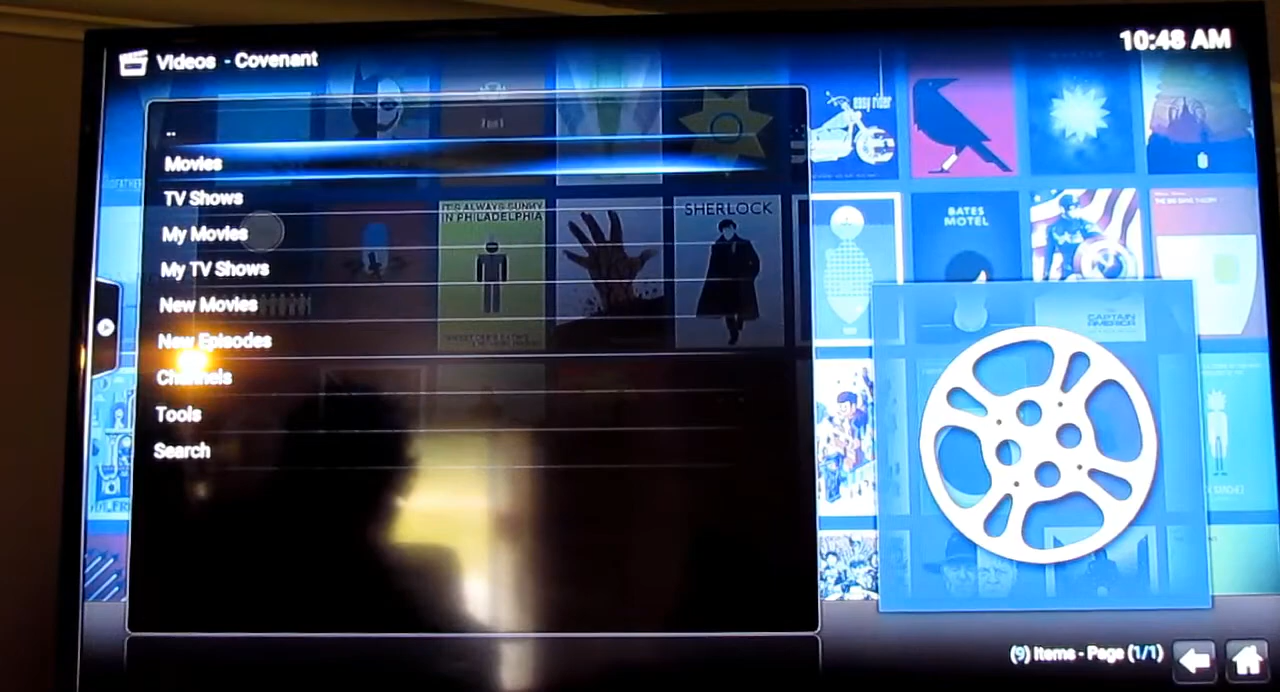 10:48 AM
Videos - Covenant
..
Movies
TV Shows
My Movies
My TV Shows
New Movies
New Episodes
Channels
Tools
Search
easy rider
IT'S ALWAYS SUNNY
IN PHILADELPHIA
SHERLOCK
BATES
MOTEL
CAPTAIN
AMERICA
(9) Items - Page (1/1)